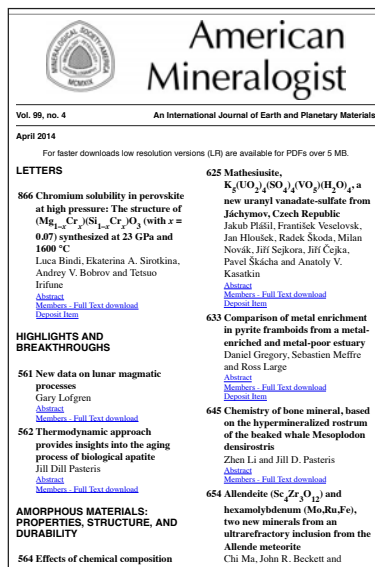 American
Mineralogist
Vol. 99, no. 4
An International Journal of Earth and Planetary Materials
April 2014
For faster downloads low resolution versions (LR) are available for PDFs over 5 MB.
LETTERS
866 Chromium solubility in perovskite
at high pressure: The structure of
(Mg1–xCrx)(Si1–xCrx)O3 (with x =
0.07) synthesized at 23 GPa and
1600 °C
Luca Bindi, Ekaterina A. Sirotkina,
Andrey V. Bobrov and Tetsuo
Irifune
Abstract
Members - Full Text download
Deposit Item
HIGHLIGHTS AND
BREAKTHROUGHS
561 New data on lunar magmatic
processes
Gary Lofgren
Abstract
Members - Full Text download
562 Thermodynamic approach
provides insights into the aging
process of biological apatite
Jill Dill Pasteris
Abstract
Members - Full Text download
AMORPHOUS MATERIALS:
PROPERTIES, STRUCTURE, AND
DURABILITY
564 Effects of chemical composition
625 Mathesiusite,
K5(UO2)4(SO4)4(VO5)(H2O)4, a
new uranyl vanadate-sulfate from
Jáchymov, Czech Republic
Jakub Plášil, František Veselovsk,
Jan Hloušek, Radek Škoda, Milan
Novák, Jiří Sejkora, Jiří Čejka,
Pavel Škácha and Anatoly V.
Kasatkin
Abstract
Members - Full Text download
Deposit Item
633 Comparison of metal enrichment
in pyrite framboids from a metal-
enriched and metal-poor estuary
Daniel Gregory, Sebastien Meffre
and Ross Large
Abstract
Members - Full Text download
Deposit Item
645 Chemistry of bone mineral, based
on the hypermineralized rostrum
of the beaked whale Mesoplodon
densirostris
Zhen Li and Jill D. Pasteris
Abstract
Members - Full Text download
654 Allendeite (Sc4Zr3O12) and
hexamolybdenum (Mo,Ru,Fe),
two new minerals from an
ultrarefractory inclusion from the
Allende meteorite
Chi Ma, John R. Beckett and